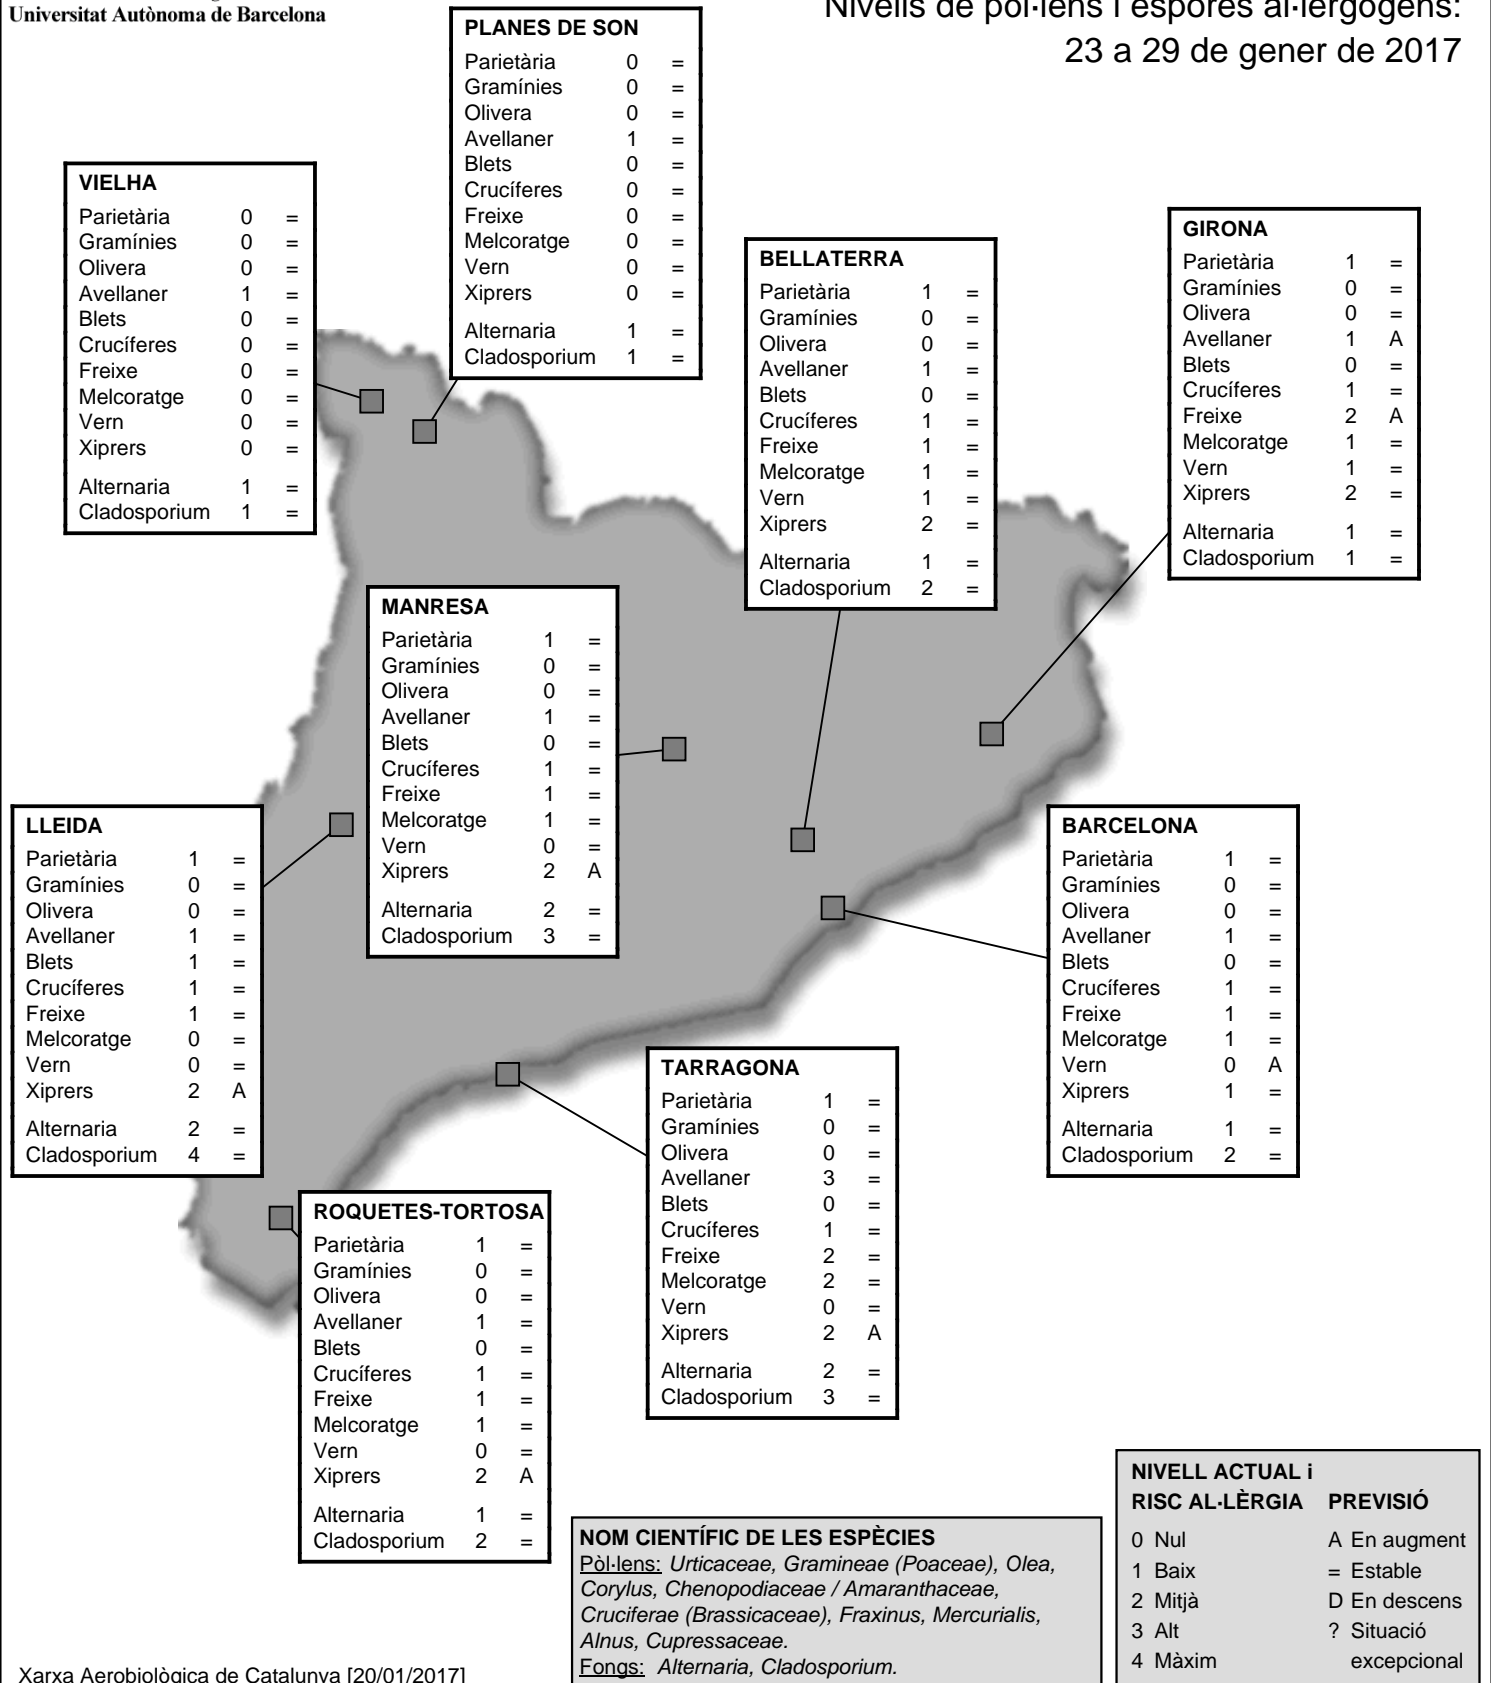 Universitat Autònoma de Barcelona
Nivells de pol·lens i espores al·lergògens:
23 a 29 de gener de 2017
PLANES DE SON
Parietària 0 =
Gramínies 0 =
Olivera 0 =
Avellaner 1 =
Blets 0 =
Crucíferes 0 =
Freixe 0 =
Melcoratge 0 =
Vern 0 =
Xiprers 0 =
Alternaria 1 =
Cladosporium 1 =
VIELHA
Parietària 0 =
Gramínies 0 =
Olivera 0 =
Avellaner 1 =
Blets 0 =
Crucíferes 0 =
Freixe 0 =
Melcoratge 0 =
Vern 0 =
Xiprers 0 =
Alternaria 1 =
Cladosporium 1 =
BELLATERRA
Parietària 1 =
Gramínies 0 =
Olivera 0 =
Avellaner 1 =
Blets 0 =
Crucíferes 1 =
Freixe 1 =
Melcoratge 1 =
Vern 1 =
Xiprers 2 =
Alternaria 1 =
Cladosporium 2 =
GIRONA
Parietària 1 =
Gramínies 0 =
Olivera 0 =
Avellaner 1 A
Blets 0 =
Crucíferes 1 =
Freixe 2 A
Melcoratge 1 =
Vern 1 =
Xiprers 2 =
Alternaria 1 =
Cladosporium 1 =
MANRESA
Parietària 1 =
Gramínies 0 =
Olivera 0 =
Avellaner 1 =
Blets 0 =
Crucíferes 1 =
Freixe 1 =
Melcoratge 1 =
Vern 0 =
Xiprers 2 A
Alternaria 2 =
Cladosporium 3 =
LLEIDA
Parietària 1 =
Gramínies 0 =
Olivera 0 =
Avellaner 1 =
Blets 1 =
Crucíferes 1 =
Freixe 1 =
Melcoratge 0 =
Vern 0 =
Xiprers 2 A
Alternaria 2 =
Cladosporium 4 =
BARCELONA
Parietària 1 =
Gramínies 0 =
Olivera 0 =
Avellaner 1 =
Blets 0 =
Crucíferes 1 =
Freixe 1 =
Melcoratge 1 =
Vern 0 A
Xiprers 1 =
Alternaria 1 =
Cladosporium 2 =
TARRAGONA
Parietària 1 =
Gramínies 0 =
Olivera 0 =
Avellaner 3 =
Blets 0 =
Crucíferes 1 =
Freixe 2 =
Melcoratge 2 =
Vern 0 =
Xiprers 2 A
Alternaria 2 =
Cladosporium 3 =
ROQUETES-TORTOSA
Parietària 1 =
Gramínies 0 =
Olivera 0 =
Avellaner 1 =
Blets 0 =
Crucíferes 1 =
Freixe 1 =
Melcoratge 1 =
Vern 0 =
Xiprers 2 A
Alternaria 1 =
Cladosporium 2 =
NOM CIENTÍFIC DE LES ESPÈCIES
Pòl·lens: Urticaceae, Gramineae (Poaceae), Olea,
Corylus, Chenopodiaceae / Amaranthaceae,
Cruciferae (Brassicaceae), Fraxinus, Mercurialis,
Alnus, Cupressaceae.
Fongs: Alternaria, Cladosporium.
NIVELL ACTUAL i
RISC AL·LÈRGIA PREVISIÓ
0 Nul A En augment
1 Baix = Estable
2 Mitjà D En descens
3 Alt ? Situació
4 Màxim excepcional
Xarxa Aerobiològica de Catalunya [20/01/2017]